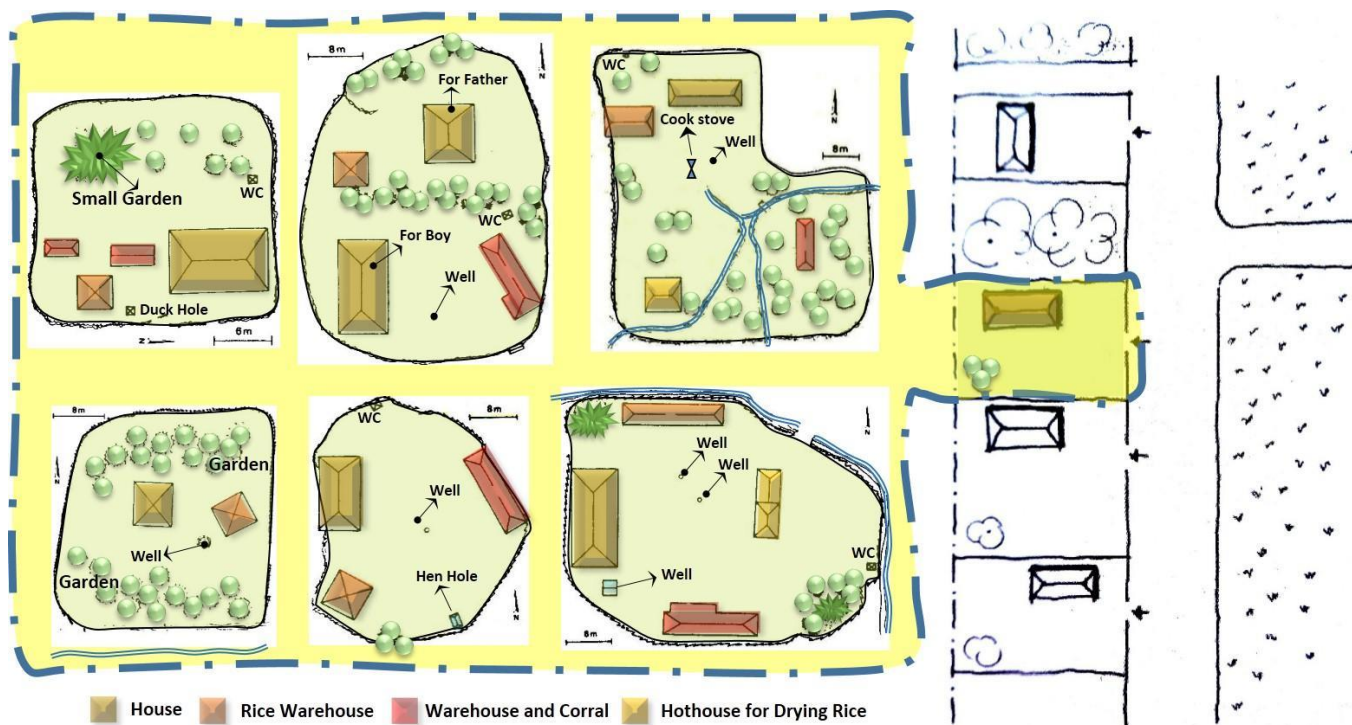 8m
N
For Father
WC
For Boy
Well
WC
Cook stove
Well
N
8m
Small Garden
WC
Duck Hole
N
6m
8m
N
Garden
Well
Garden
WC
8m
Well
Hen Hole
N
Well
Well
N
Well
WC
8m
House
Rice Warehouse
Warehouse and Corral
Hothouse for Drying Rice